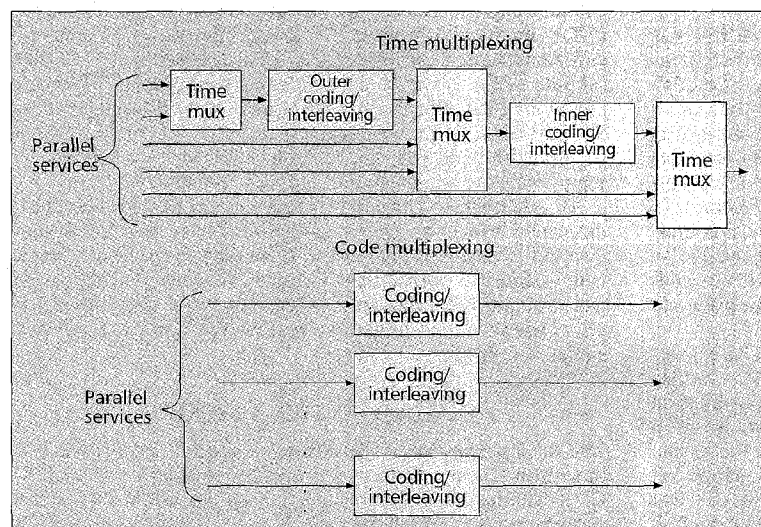 Time multiplexing
Time
mux
Outer
coding/
interleaving
Time
mux
Inner
coding/
interleaving
Time
mux
Parallel
services
Code multiplexing
Coding/
interleaving
Coding/
interleaving
Parallel
services
Coding/
interleaving